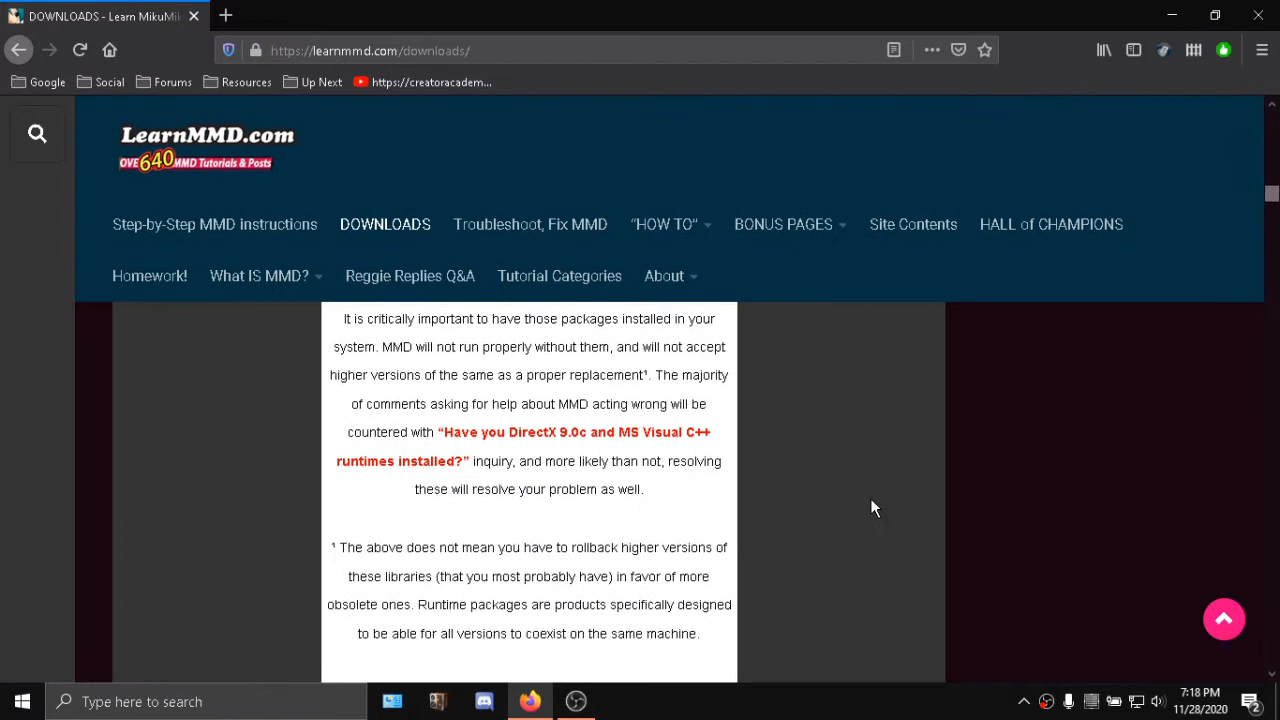 DOWNLOADS - Learn MikuMik
https://learnmmd.com/downloads/
Google
Social
Forums
Resources
Up Next
https://creatoracadem...
LearnMMD.com
OVE 640 MMD Tutorials & Posts
Step-by-Step MMD instructions
DOWNLOADS
Troubleshoot, Fix MMD
“HOW TO”
BONUS PAGES
Site Contents
HALL of CHAMPIONS
Homework!
What IS MMD?
Reggie Replies Q&A
Tutorial Categories
About
It is critically important to have those packages installed in your
system. MMD will not run properly without them, and will not accept
higher versions of the same as a proper replacement¹. The majority
of comments asking for help about MMD acting wrong will be
countered with “Have you DirectX 9.0c and MS Visual C++
runtimes installed?” inquiry, and more likely than not, resolving
these will resolve your problem as well.
¹ The above does not mean you have to rollback higher versions of
these libraries (that you most probably have) in favor of more
obsolete ones. Runtime packages are products specifically designed
to be able for all versions to coexist on the same machine.
Type here to search
7:18 PM
11/28/2020
2